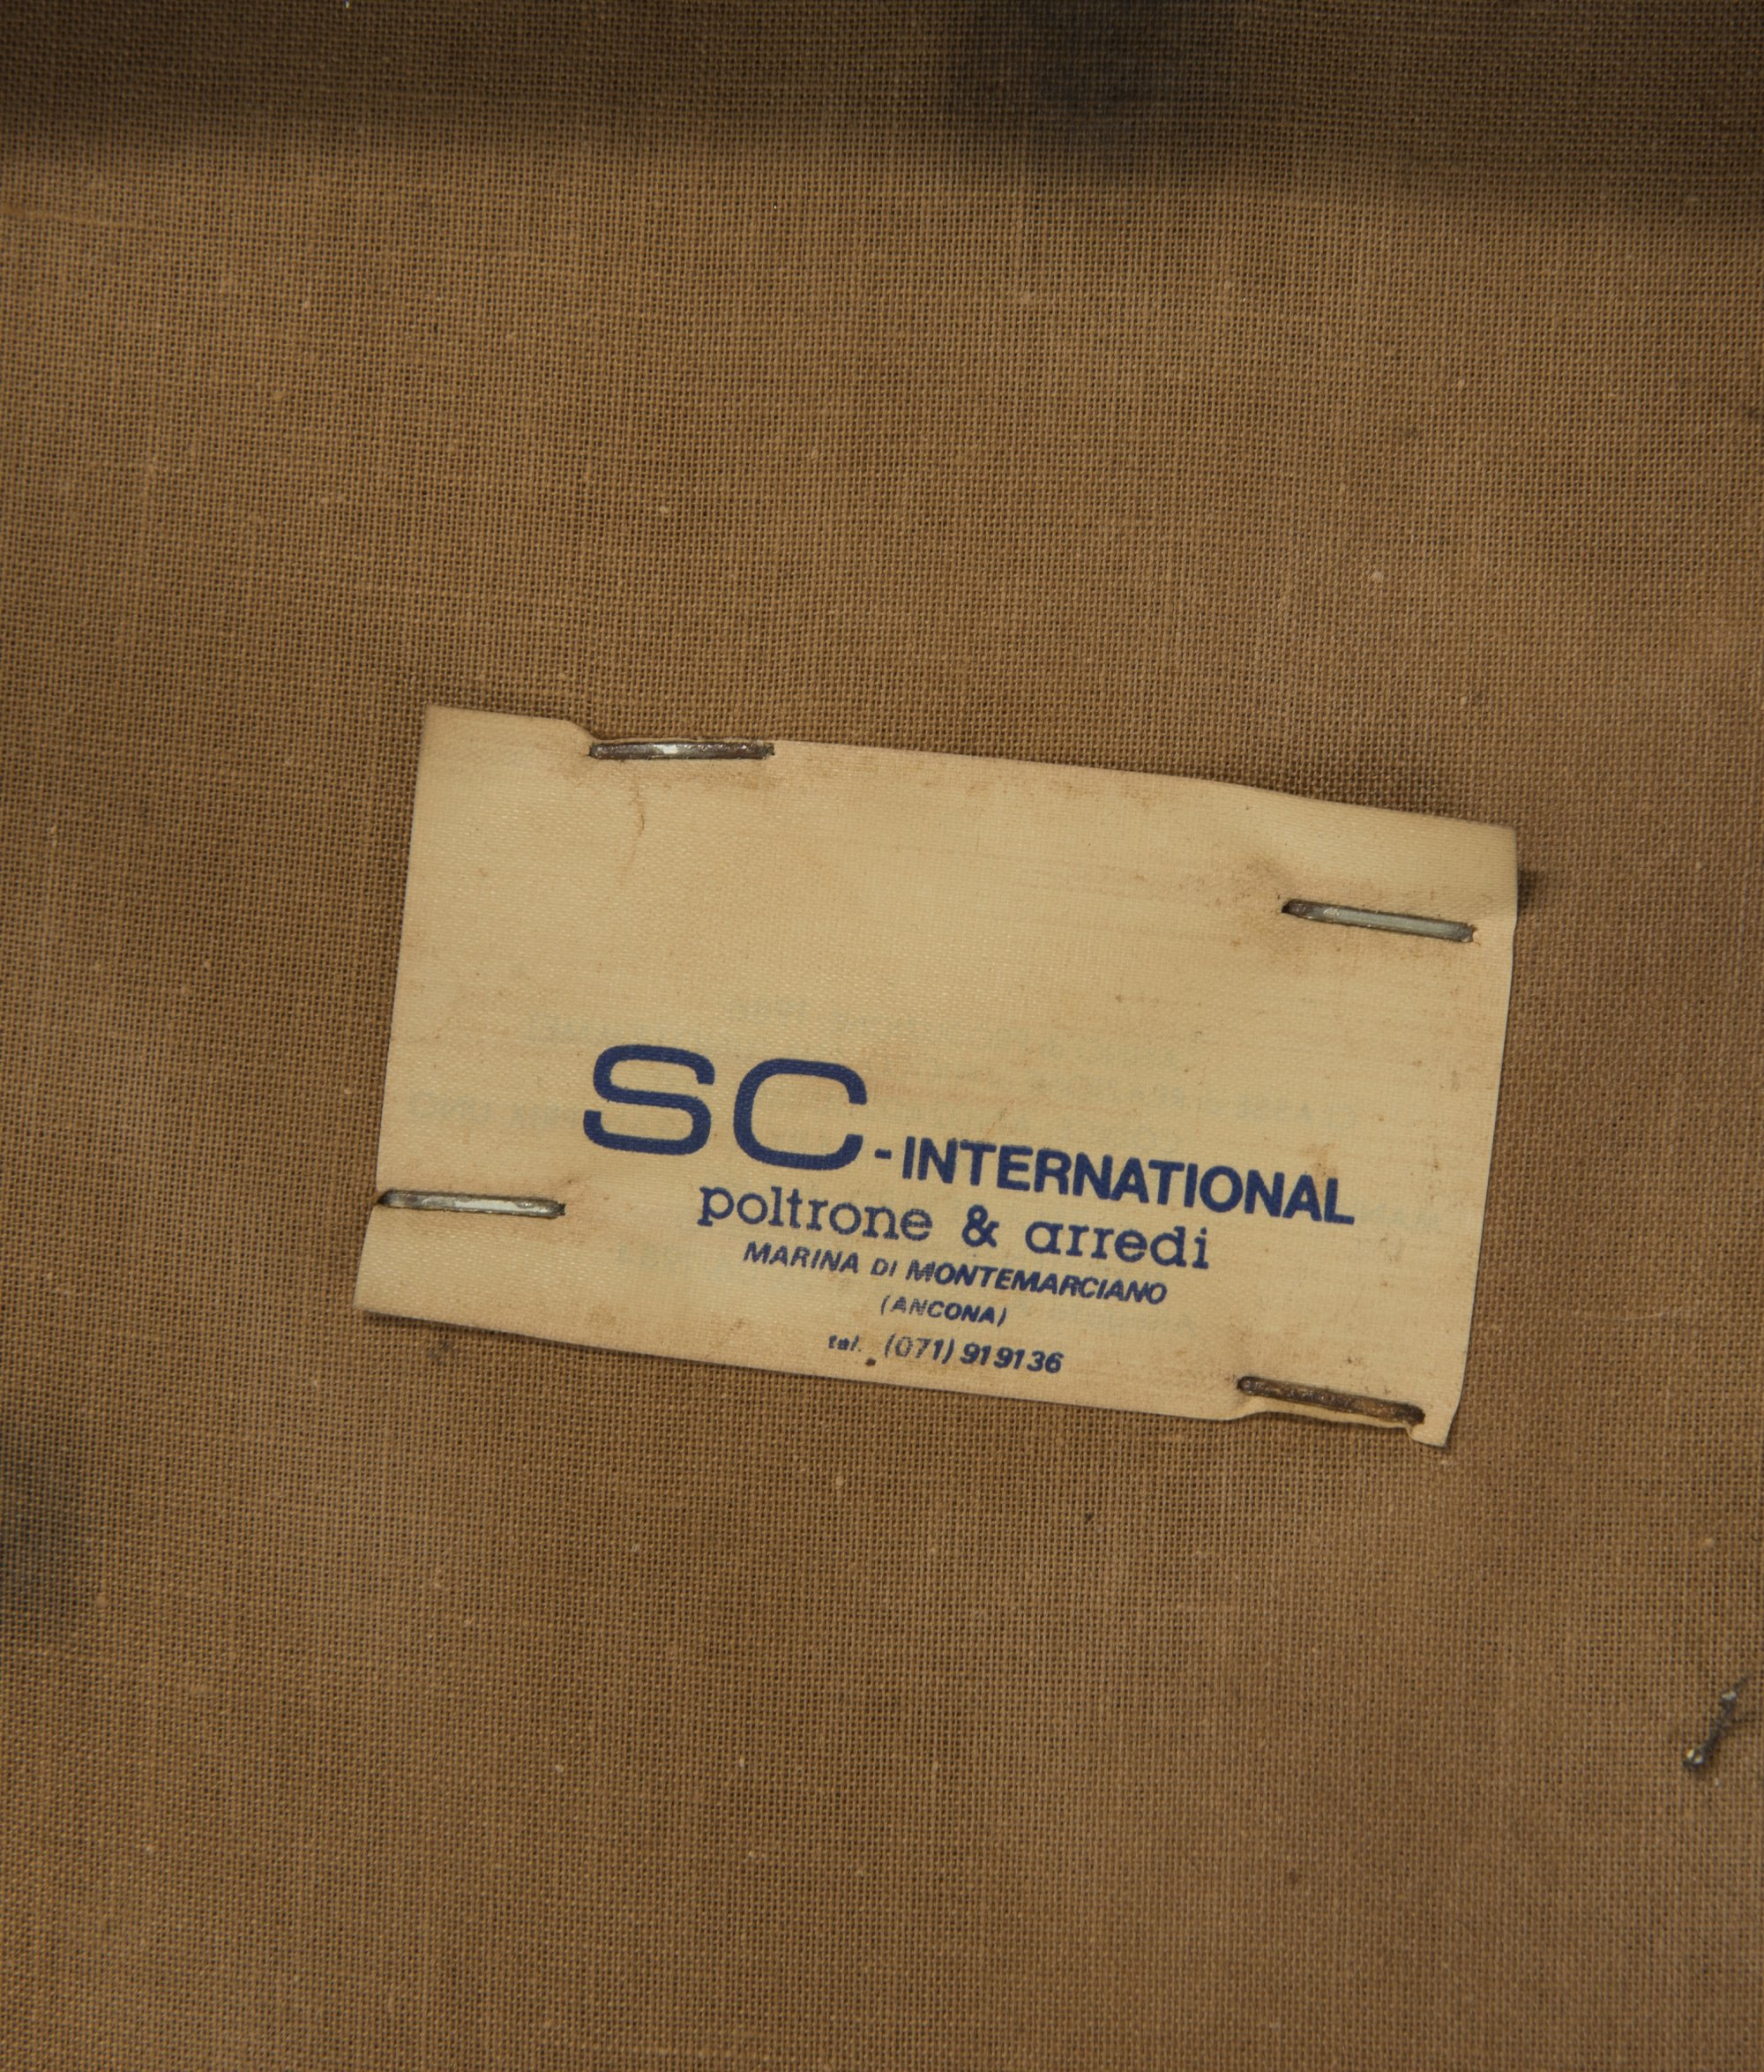 SC-INTERNATIONAL
poltrone & arredi
MARINA DI MONTEMARCIANO
(ANCONA)
tel. (071) 919136